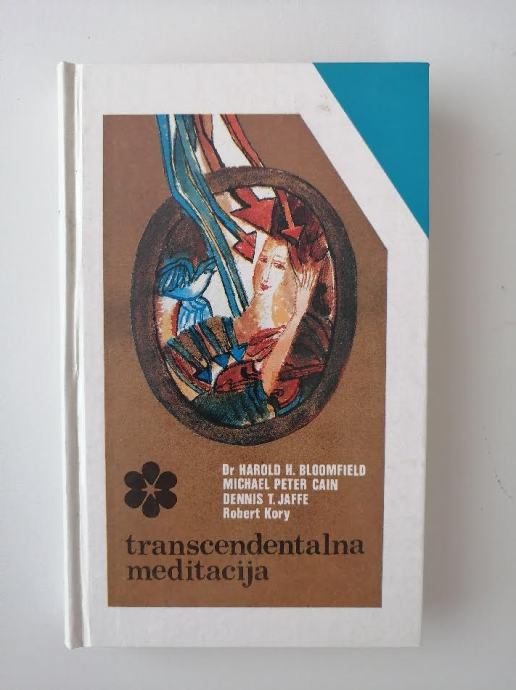 Dr HAROLD H. BLOOMFIELD
MICHAEL PETER CAIN
DENNIS T. JAFFE
Robert Kory
transcendentalna
meditacija